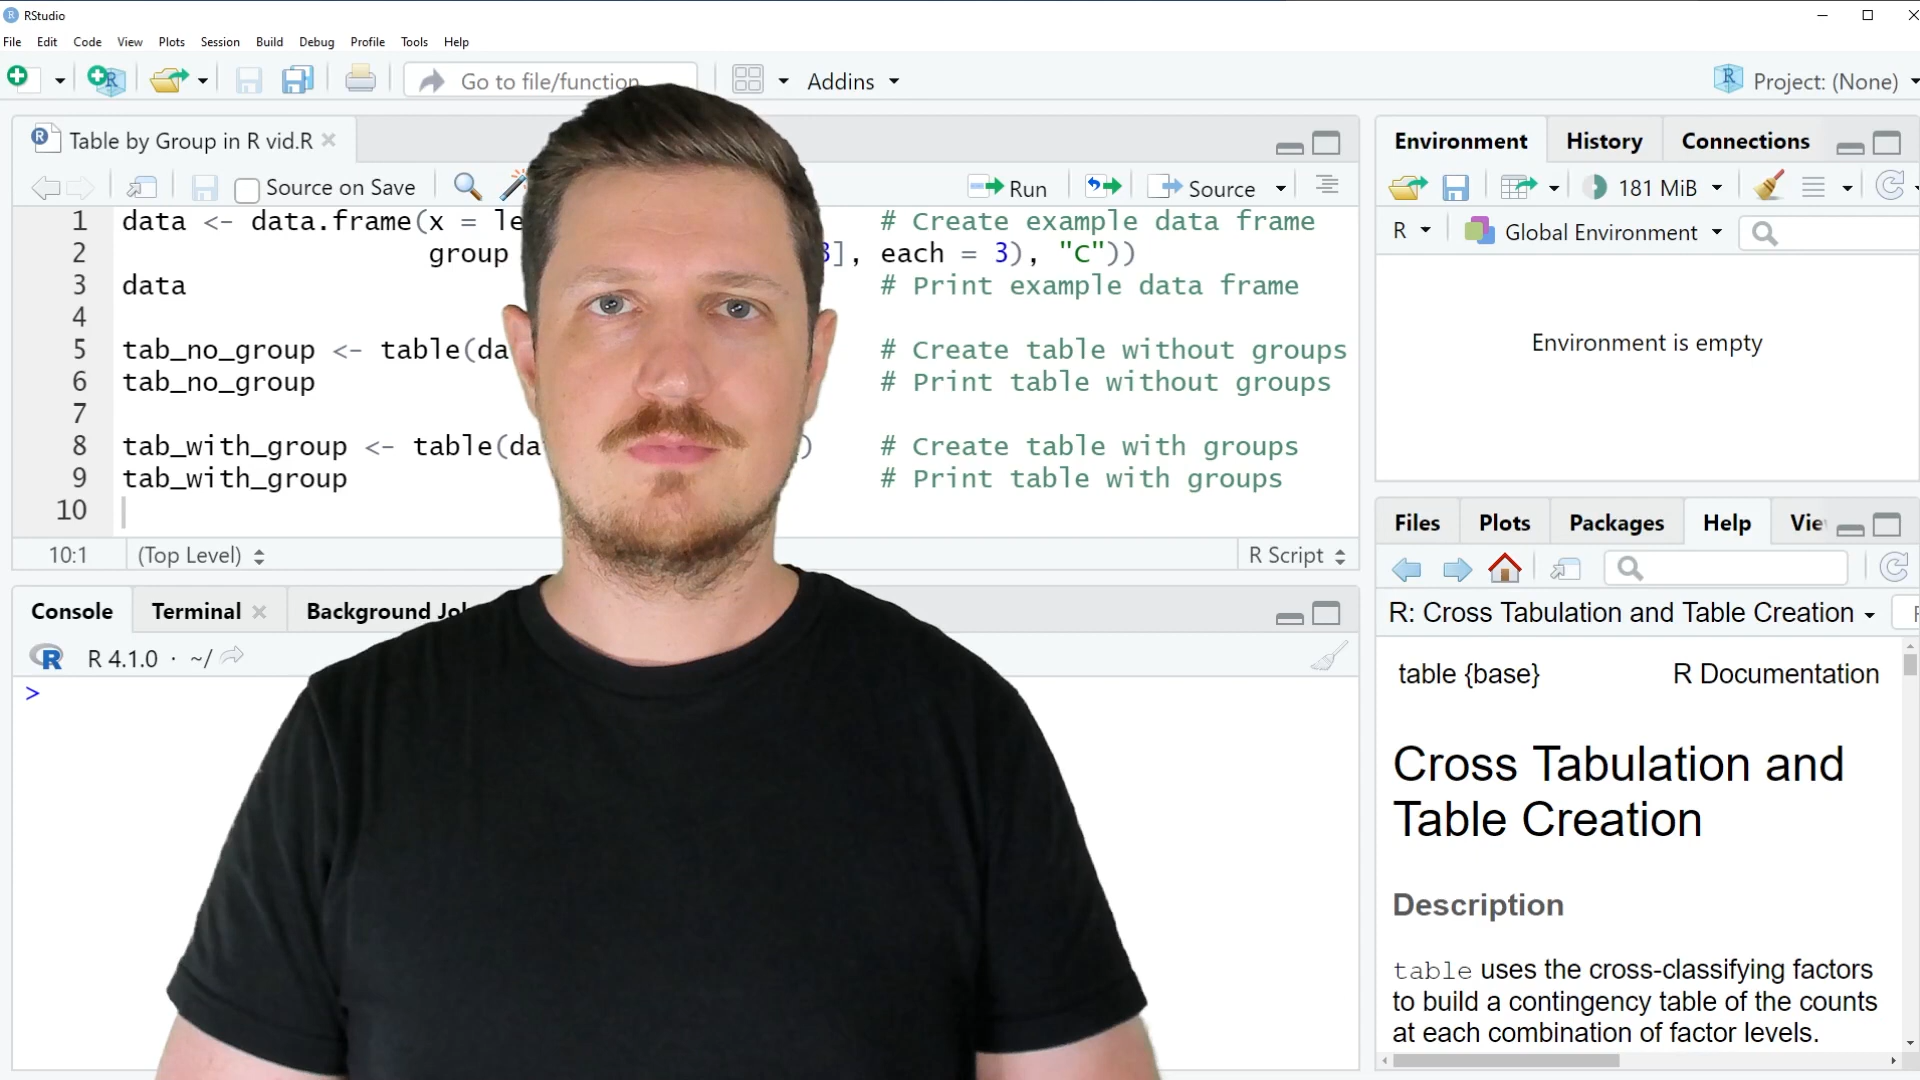 RStudio
File Edit Code View Plots Session Build Debug Profile Tools Help
Go to file/function
Addins
Project: (None)
Table by Group in R vid.R
Source on Save
Run
Source
1 data <- data.frame(x = le # Create example data frame
2 group 3], each = 3), "C"))
3 data # Print example data frame
4
5 tab_no_group <- table(da # Create table without groups
6 tab_no_group # Print table without groups
7
8 tab_with_group <- table(da ) # Create table with groups
9 tab_with_group # Print table with groups
10
10:1 (Top Level) R Script
Console Terminal Background Jo
R 4.1.0 · ~/
>
Environment History Connections
181 MiB
R Global Environment
Environment is empty
Files Plots Packages Help Vie
R: Cross Tabulation and Table Creation
table {base} R Documentation
Cross Tabulation and
Table Creation
Description
table uses the cross-classifying factors
to build a contingency table of the counts
at each combination of factor levels.